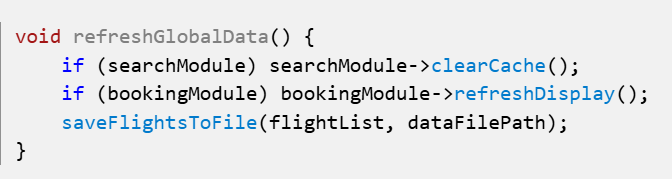 void refreshGlobalData() {
    if (searchModule) searchModule->clearCache();
    if (bookingModule) bookingModule->refreshDisplay();
    saveFlightsToFile(flightList, dataFilePath);
}